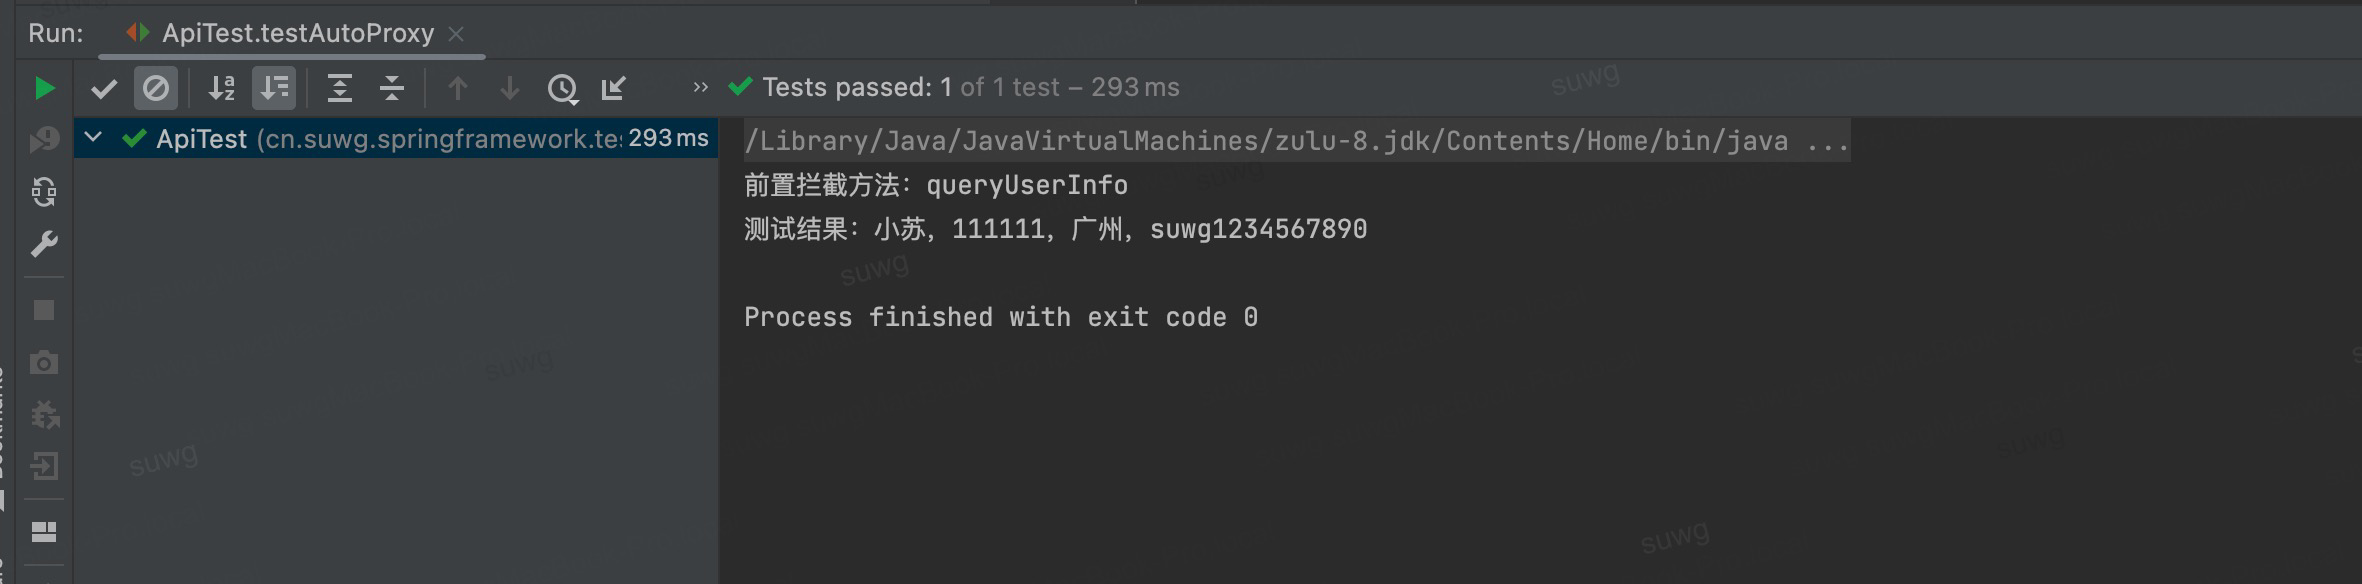 Run: ApiTest.testAutoProxy
Tests passed: 1 of 1 test – 293 ms
ApiTest (cn.suwg.springframework.te 293 ms
/Library/Java/JavaVirtualMachines/zulu-8.jdk/Contents/Home/bin/java ...
前置拦截方法：queryUserInfo
测试结果：小苏，111111，广州，suwg1234567890
Process finished with exit code 0
suwg
suwg
suwg
suwg
suwg
suwg
suwg